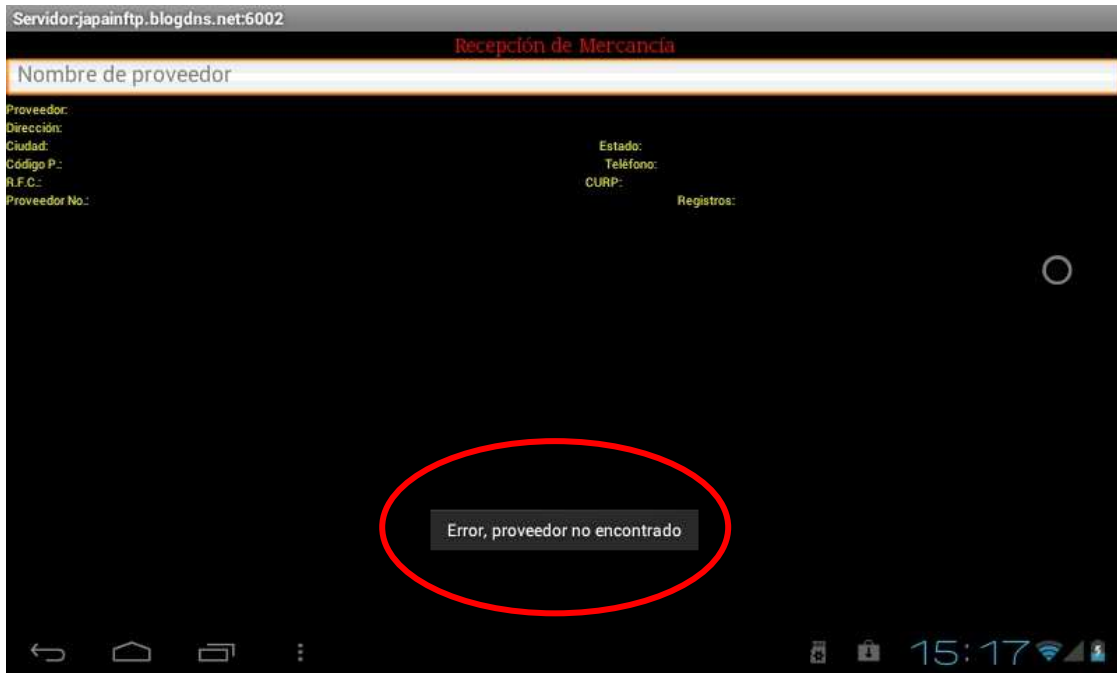 Servidor:japainftp.blogdns.net:6002
Recepción de Mercancía
Nombre de proveedor
Proveedor:
Dirección:
Ciudad: Estado:
Código P.: Teléfono:
R.F.C.: CURP:
Proveedor No.: Registros:
Error, proveedor no encontrado
15:17